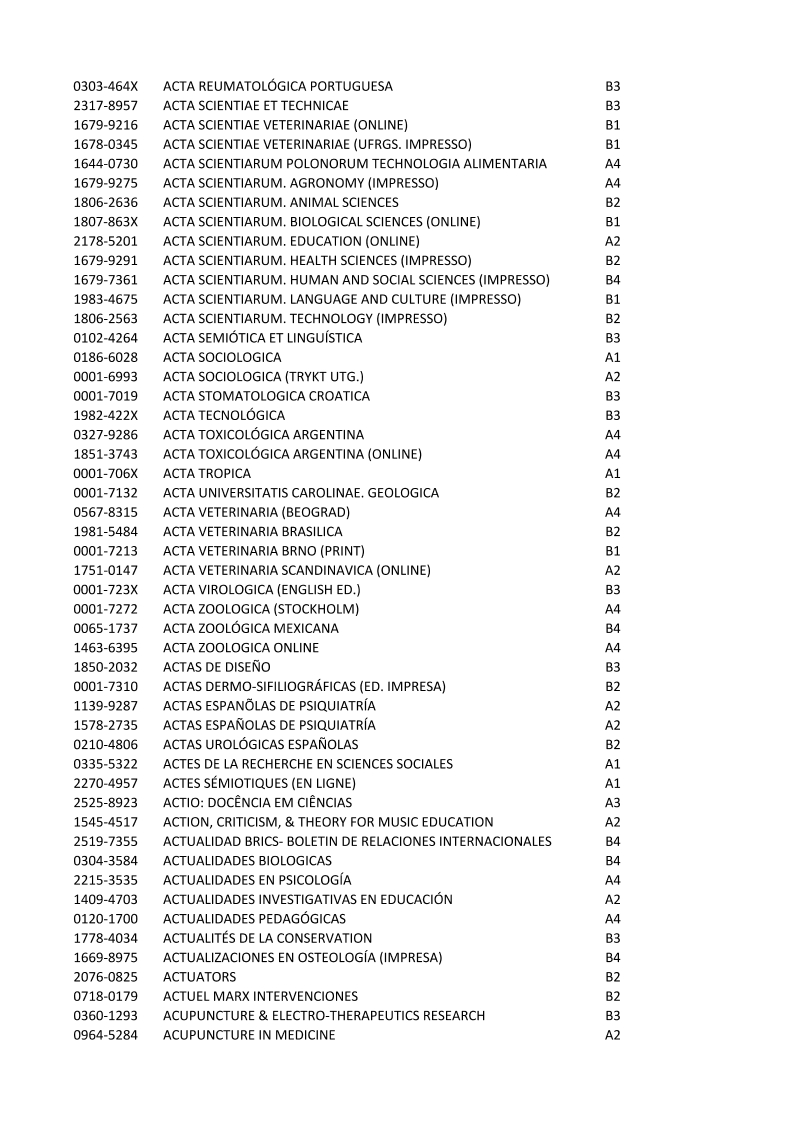 0303-464X ACTA REUMATOLÓGICA PORTUGUESA B3
2317-8957 ACTA SCIENTIAE ET TECHNICAE B3
1679-9216 ACTA SCIENTIAE VETERINARIAE (ONLINE) B1
1678-0345 ACTA SCIENTIAE VETERINARIAE (UFRGS. IMPRESSO) B1
1644-0730 ACTA SCIENTIARUM POLONORUM TECHNOLOGIA ALIMENTARIA A4
1679-9275 ACTA SCIENTIARUM. AGRONOMY (IMPRESSO) A4
1806-2636 ACTA SCIENTIARUM. ANIMAL SCIENCES B2
1807-863X ACTA SCIENTIARUM. BIOLOGICAL SCIENCES (ONLINE) B1
2178-5201 ACTA SCIENTIARUM. EDUCATION (ONLINE) A2
1679-9291 ACTA SCIENTIARUM. HEALTH SCIENCES (IMPRESSO) B2
1679-7361 ACTA SCIENTIARUM. HUMAN AND SOCIAL SCIENCES (IMPRESSO) B4
1983-4675 ACTA SCIENTIARUM. LANGUAGE AND CULTURE (IMPRESSO) B1
1806-2563 ACTA SCIENTIARUM. TECHNOLOGY (IMPRESSO) B2
0102-4264 ACTA SEMIÓTICA ET LINGUÍSTICA B3
0186-6028 ACTA SOCIOLOGICA A1
0001-6993 ACTA SOCIOLOGICA (TRYKT UTG.) A2
0001-7019 ACTA STOMATOLOGICA CROATICA B3
1982-422X ACTA TECNOLÓGICA B3
0327-9286 ACTA TOXICOLÓGICA ARGENTINA A4
1851-3743 ACTA TOXICOLÓGICA ARGENTINA (ONLINE) A4
0001-706X ACTA TROPICA A1
0001-7132 ACTA UNIVERSITATIS CAROLINAE. GEOLOGICA B2
0567-8315 ACTA VETERINARIA (BEOGRAD) A4
1981-5484 ACTA VETERINARIA BRASILICA B2
0001-7213 ACTA VETERINARIA BRNO (PRINT) B1
1751-0147 ACTA VETERINARIA SCANDINAVICA (ONLINE) A2
0001-723X ACTA VIROLOGICA (ENGLISH ED.) B3
0001-7272 ACTA ZOOLOGICA (STOCKHOLM) A4
0065-1737 ACTA ZOOLÓGICA MEXICANA B4
1463-6395 ACTA ZOOLOGICA ONLINE A4
1850-2032 ACTAS DE DISEÑO B3
0001-7310 ACTAS DERMO-SIFILIOGRÁFICAS (ED. IMPRESA) B2
1139-9287 ACTAS ESPANÕLAS DE PSIQUIATRÍA A2
1578-2735 ACTAS ESPAÑOLAS DE PSIQUIATRÍA A2
0210-4806 ACTAS UROLÓGICAS ESPAÑOLAS B2
0335-5322 ACTES DE LA RECHERCHE EN SCIENCES SOCIALES A1
2270-4957 ACTES SÉMIOTIQUES (EN LIGNE) A1
2525-8923 ACTIO: DOCÊNCIA EM CIÊNCIAS A3
1545-4517 ACTION, CRITICISM, & THEORY FOR MUSIC EDUCATION A2
2519-7355 ACTUALIDAD BRICS- BOLETIN DE RELACIONES INTERNACIONALES B4
0304-3584 ACTUALIDADES BIOLOGICAS B4
2215-3535 ACTUALIDADES EN PSICOLOGÍA A4
1409-4703 ACTUALIDADES INVESTIGATIVAS EN EDUCACIÓN A2
0120-1700 ACTUALIDADES PEDAGÓGICAS A4
1778-4034 ACTUALITÉS DE LA CONSERVATION B3
1669-8975 ACTUALIZACIONES EN OSTEOLOGÍA (IMPRESA) B4
2076-0825 ACTUATORS B2
0718-0179 ACTUEL MARX INTERVENCIONES B2
0360-1293 ACUPUNCTURE & ELECTRO-THERAPEUTICS RESEARCH B3
0964-5284 ACUPUNCTURE IN MEDICINE A2